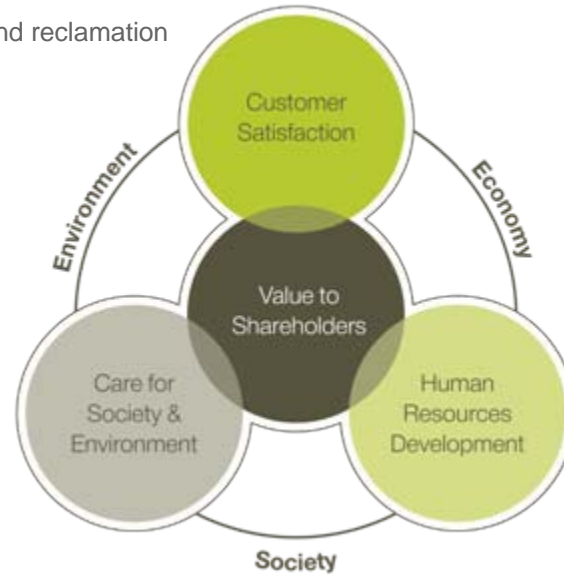 nd reclamation
Customer
Satisfaction
Environment
Economy
Value to
Shareholders
Care for
Society &
Environment
Human
Resources
Development
Society